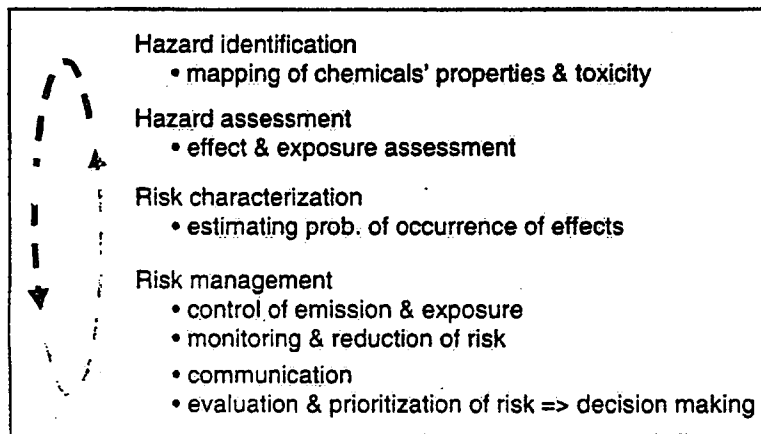 Hazard identification
• mapping of chemicals' properties & toxicity
Hazard assessment
• effect & exposure assessment
Risk characterization
• estimating prob. of occurrence of effects
Risk management
• control of emission & exposure
• monitoring & reduction of risk
• communication
• evaluation & prioritization of risk => decision making